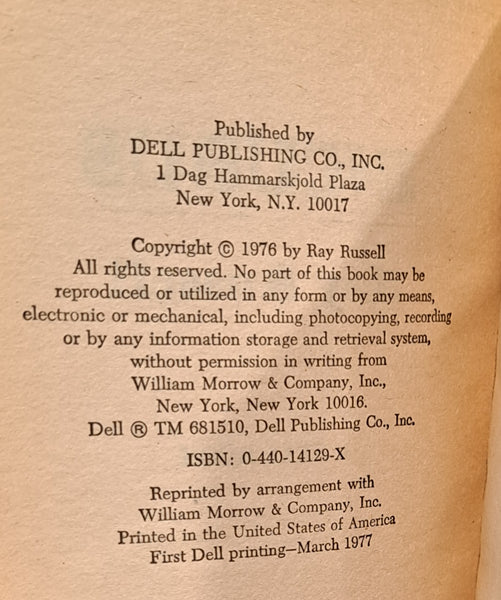 Published by
DELL PUBLISHING CO., INC.
1 Dag Hammarskjold Plaza
New York, N.Y. 10017
Copyright © 1976 by Ray Russell
All rights reserved. No part of this book may be
reproduced or utilized in any form or by any means,
electronic or mechanical, including photocopying, recording
or by any information storage and retrieval system,
without permission in writing from
William Morrow & Company, Inc.,
New York, New York 10016.
Dell ® TM 681510, Dell Publishing Co., Inc.
ISBN: 0-440-14129-X
Reprinted by arrangement with
William Morrow & Company, Inc.
Printed in the United States of America
First Dell printing—March 1977